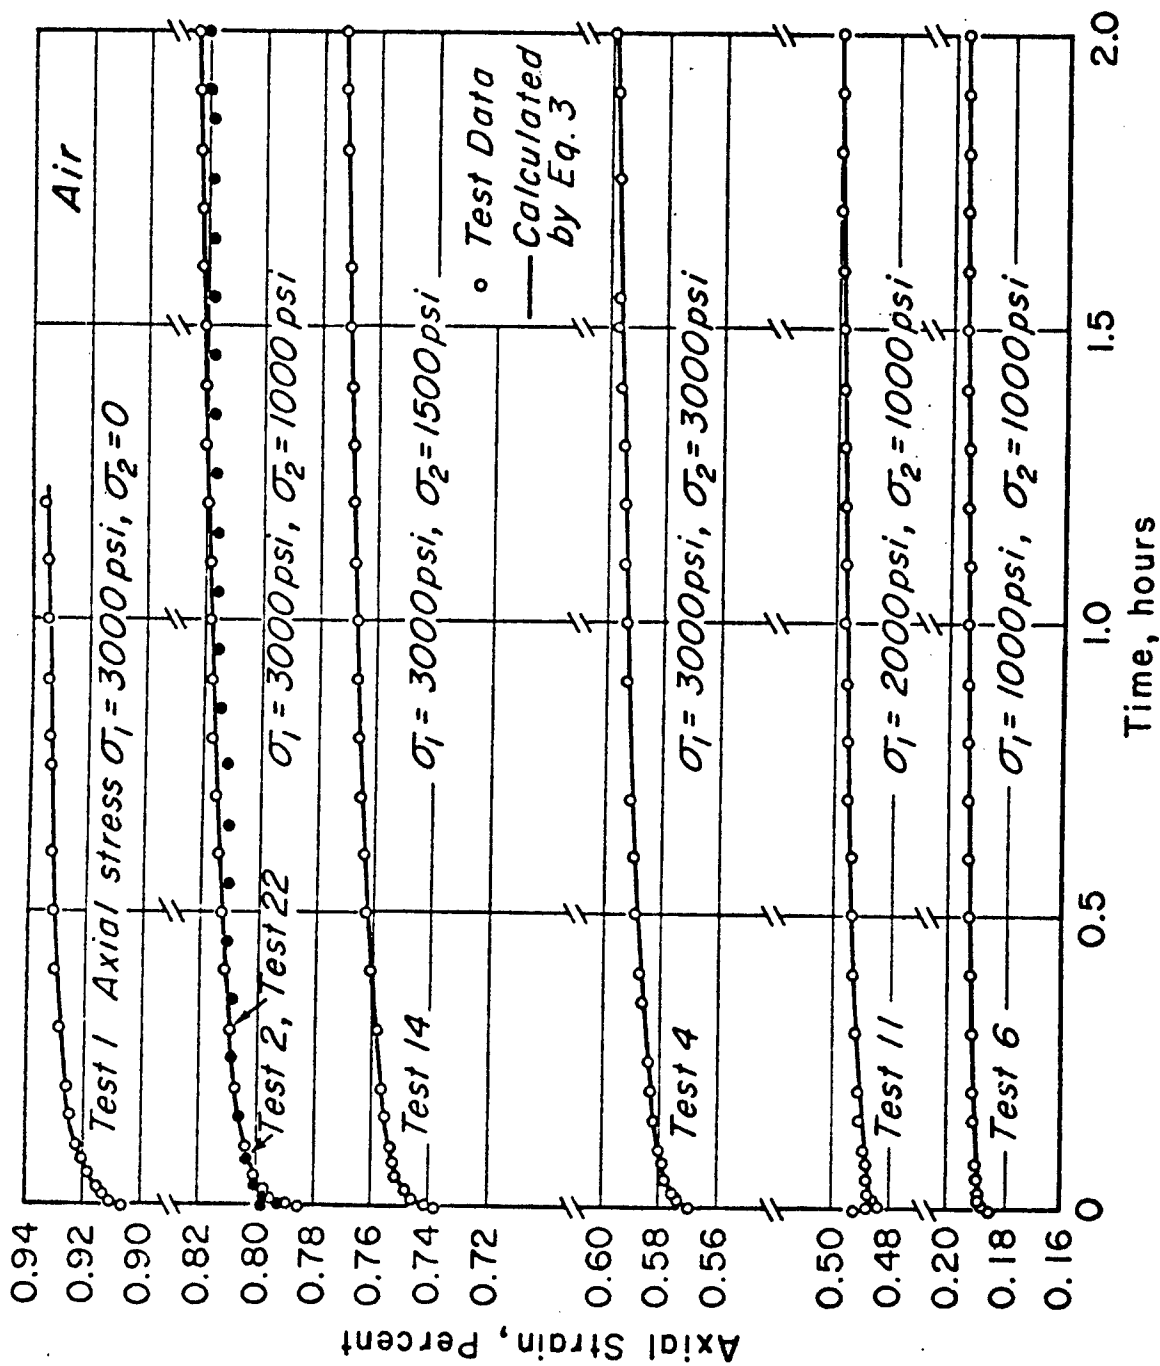 Air
Test 1 Axial stress σ₁=3000psi, σ₂=0
Test 2, Test 22
σ₁=3000psi, σ₂=1000psi
Test 14
σ₁=3000psi, σ₂=1500psi
Test Data
Calculated
by Eq. 3
Test 4
σ₁=3000psi, σ₂=3000psi
Test 11
σ₁=2000psi, σ₂=1000psi
Test 6
σ₁=1000psi, σ₂=1000psi
0.94
0.92
0.90
0.82
0.80
0.78
0.76
0.74
0.72
0.60
0.58
0.56
0.50
0.48
0.20
0.18
0.16
Axial Strain, Percent
0
0.5
1.0
1.5
2.0
Time, hours